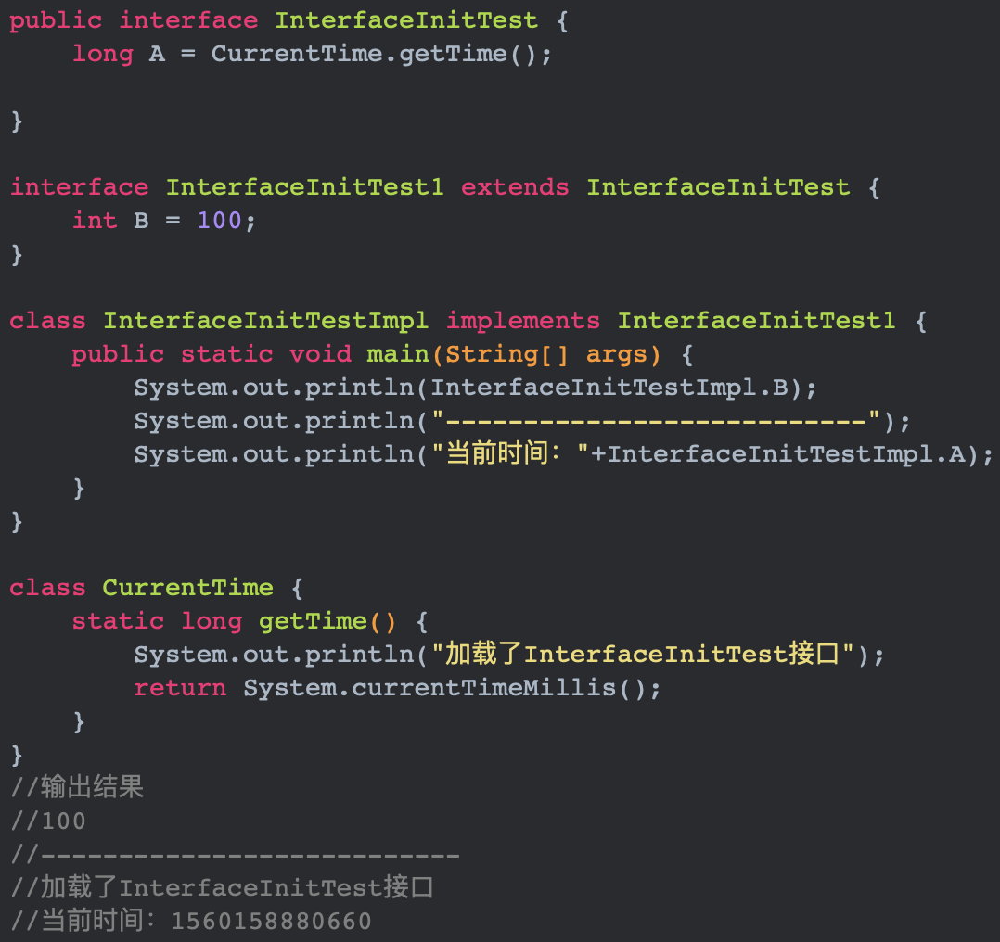 public interface InterfaceInitTest {
    long A = CurrentTime.getTime();
}
interface InterfaceInitTest1 extends InterfaceInitTest {
    int B = 100;
}
class InterfaceInitTestImpl implements InterfaceInitTest1 {
    public static void main(String[] args) {
        System.out.println(InterfaceInitTestImpl.B);
        System.out.println("---------------------------");
        System.out.println("当前时间："+InterfaceInitTestImpl.A);
    }
}
class CurrentTime {
    static long getTime() {
        System.out.println("加载了InterfaceInitTest接口");
        return System.currentTimeMillis();
    }
}
//输出结果
//100
//---------------------------
//加载了InterfaceInitTest接口
//当前时间：1560158880660